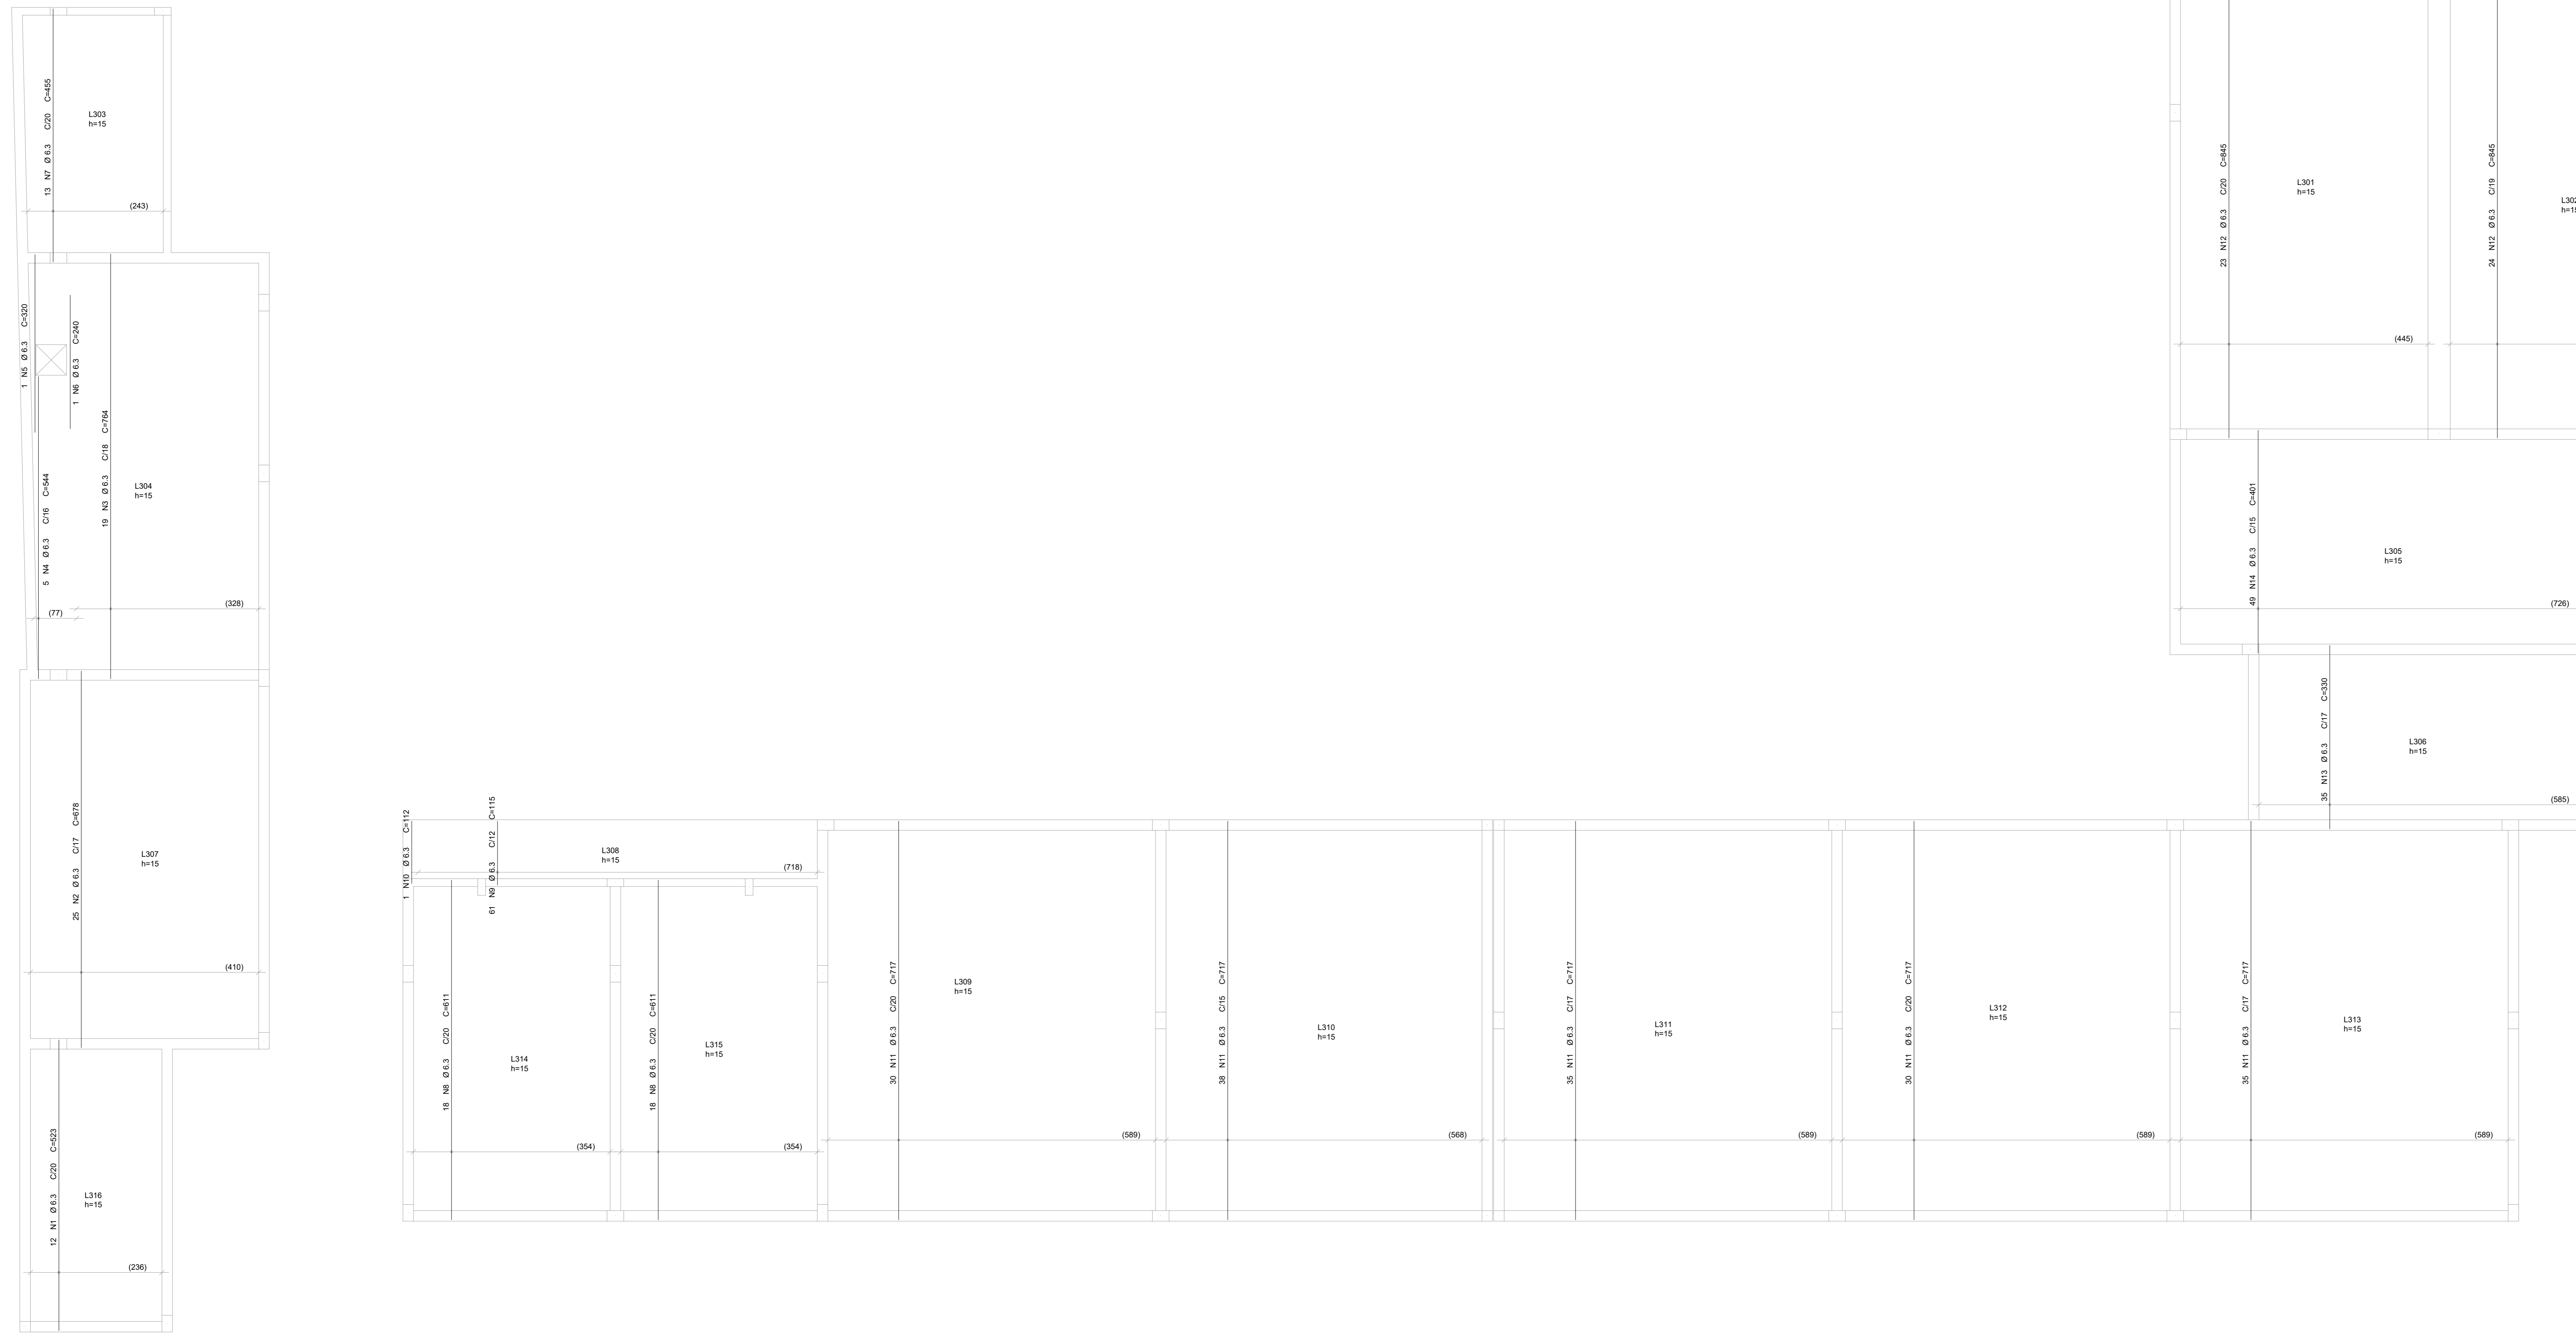 13 N7 Ø 6.3 C/20 C=455
L303
h=15
(243)
1 N5 Ø 6.3 C=320
1 N6 Ø 6.3 C=240
19 N3 Ø 6.3 C/18 C=764
5 N4 Ø 6.3 C/16 C=544
L304
h=15
(328)
(77)
25 N2 Ø 6.3 C/17 C=678
L307
h=15
(410)
12 N1 Ø 6.3 C/20 C=523
L316
h=15
(236)
1 N10 Ø 6.3 C=112
61 N9 Ø 6.3 C/12 C=115
L308
h=15
(718)
18 N8 Ø 6.3 C/20 C=611
L314
h=15
(354)
18 N8 Ø 6.3 C/20 C=611
L315
h=15
(354)
30 N11 Ø 6.3 C/20 C=717
L309
h=15
(589)
38 N11 Ø 6.3 C/15 C=717
L310
h=15
(568)
35 N11 Ø 6.3 C/17 C=717
L311
h=15
(589)
30 N11 Ø 6.3 C/20 C=717
L312
h=15
(589)
35 N11 Ø 6.3 C/17 C=717
L313
h=15
(589)
23 N12 Ø 6.3 C/20 C=845
L301
h=15
(445)
24 N12 Ø 6.3 C/19 C=845
L302
h=15
49 N14 Ø 6.3 C/15 C=401
L305
h=15
(726)
35 N13 Ø 6.3 C/17 C=330
L306
h=15
(585)